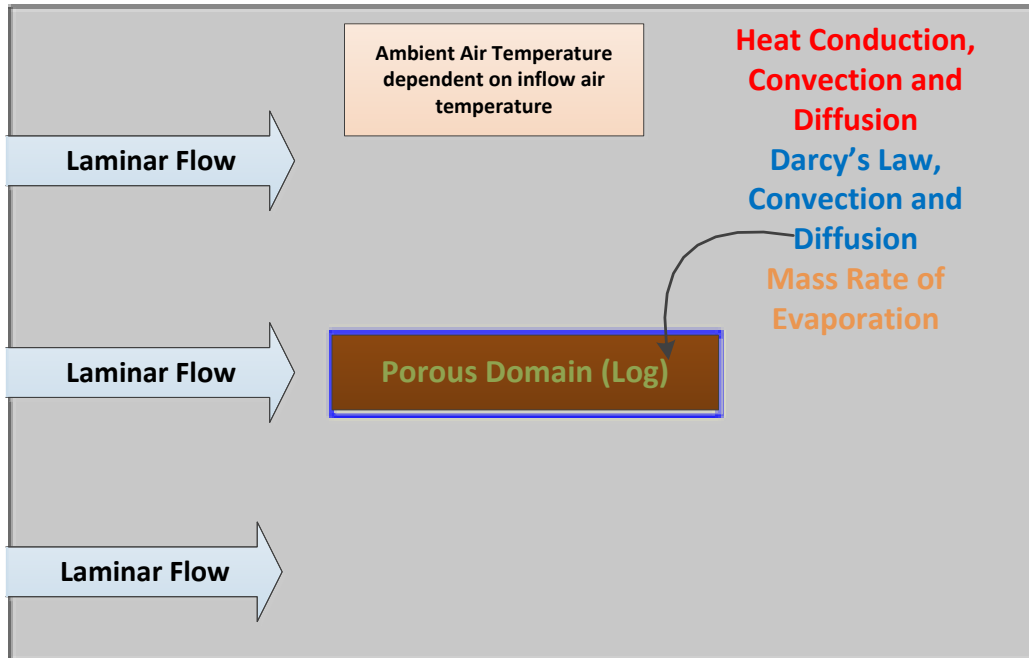 Ambient Air Temperature
dependent on inflow air
temperature
Heat Conduction,
Convection and
Diffusion
Darcy’s Law,
Convection and
Diffusion
Mass Rate of
Evaporation
Laminar Flow
Laminar Flow
Porous Domain (Log)
Laminar Flow